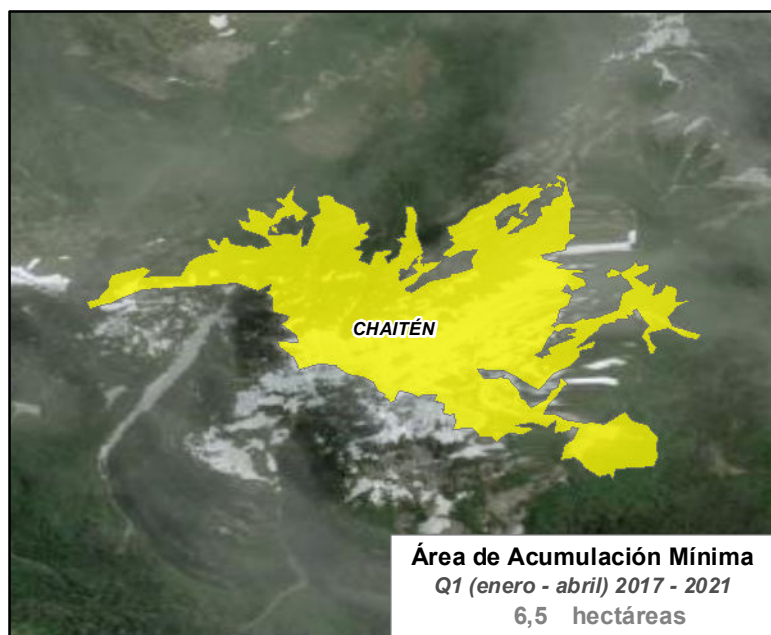 CHAITÉN
Área de Acumulación Mínima
Q1 (enero - abril) 2017 - 2021
6,5 hectáreas